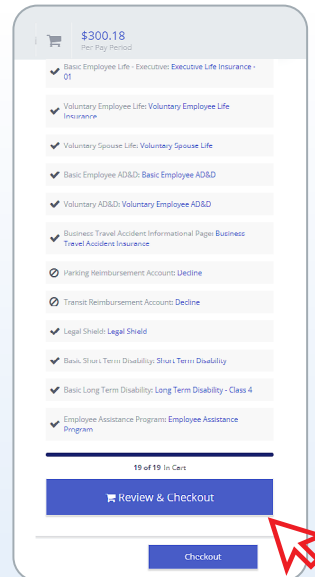 $300.18
Per Pay Period
Basic Employee Life - Executive: Executive Life Insurance -
01
Voluntary Employee Life: Voluntary Employee Life
Insurance
Voluntary Spouse Life: Voluntary Spouse Life
Basic Employee AD&D: Basic Employee AD&D
Voluntary AD&D: Voluntary Employee AD&D
Business Travel Accident Informational Page: Business
Travel Accident Insurance
Parking Reimbursement Account: Decline
Transit Reimbursement Account: Decline
Legal Shield: Legal Shield
Basic Short Term Disability: Short Term Disability
Basic Long Term Disability: Long Term Disability - Class 4
Employee Assistance Program: Employee Assistance
Program
19 of 19 In Cart
Review & Checkout
Checkout